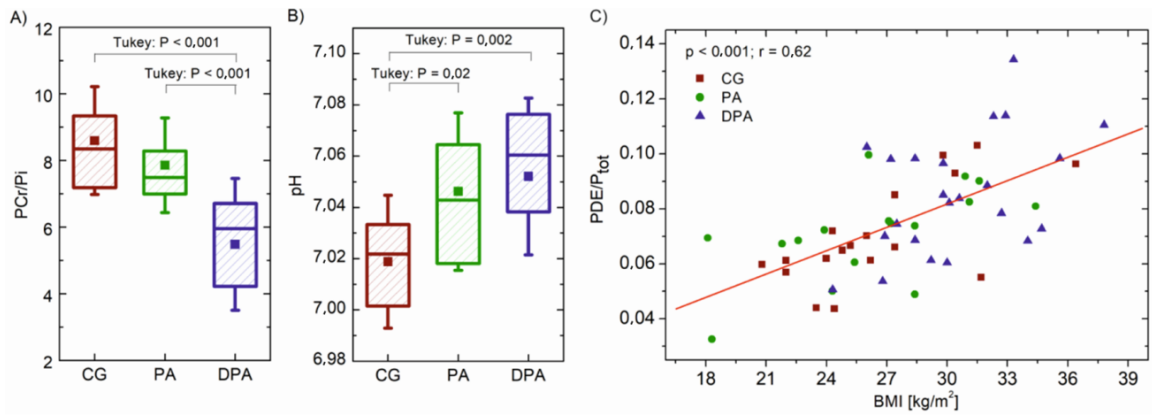 A)
12
10
8
6
4
2
PCr/Pi
Tukey: P < 0.001
Tukey: P < 0,001
CG PA DPA
B)
7,10
7,08
7,06
7,04
7,02
7,00
6,98
pH
Tukey: P = 0,002
Tukey: P = 0,02
CG PA DPA
C)
0,14
0,12
0,10
0,08
0,06
0,04
PDE/Ptot
p < 0.001; r = 0.62
CG
PA
DPA
18 21 24 27 30 33 36 39
BMI [kg/m²]